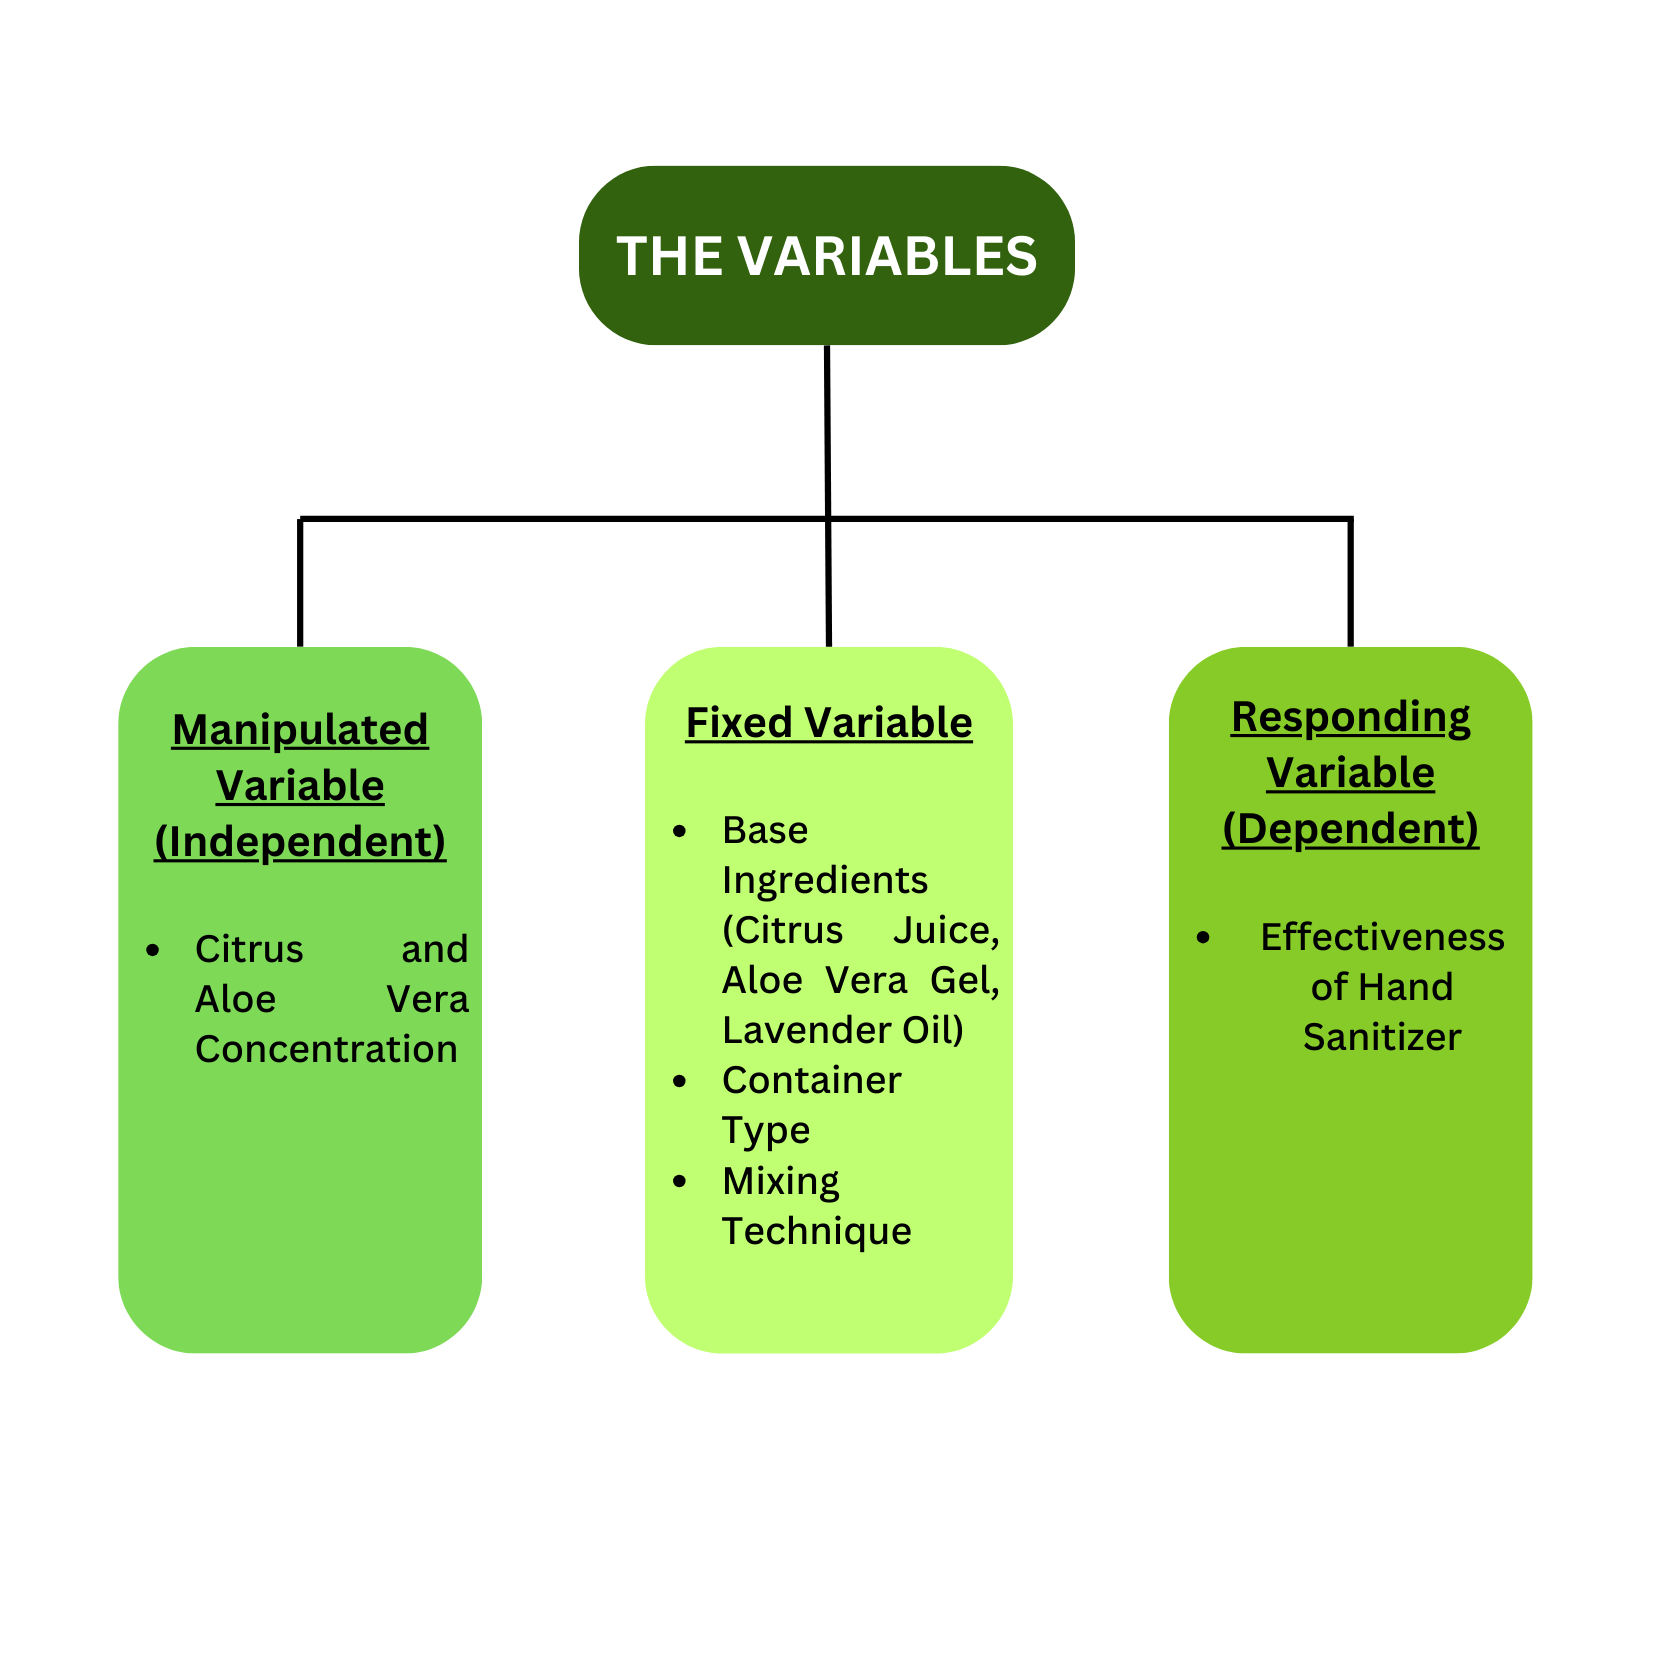 THE VARIABLES
Manipulated
Variable
(Independent)
• Citrus and
Aloe Vera
Concentration
Fixed Variable
• Base
Ingredients
(Citrus Juice,
Aloe Vera Gel,
Lavender Oil)
• Container
Type
• Mixing
Technique
Responding
Variable
(Dependent)
• Effectiveness
of Hand
Sanitizer